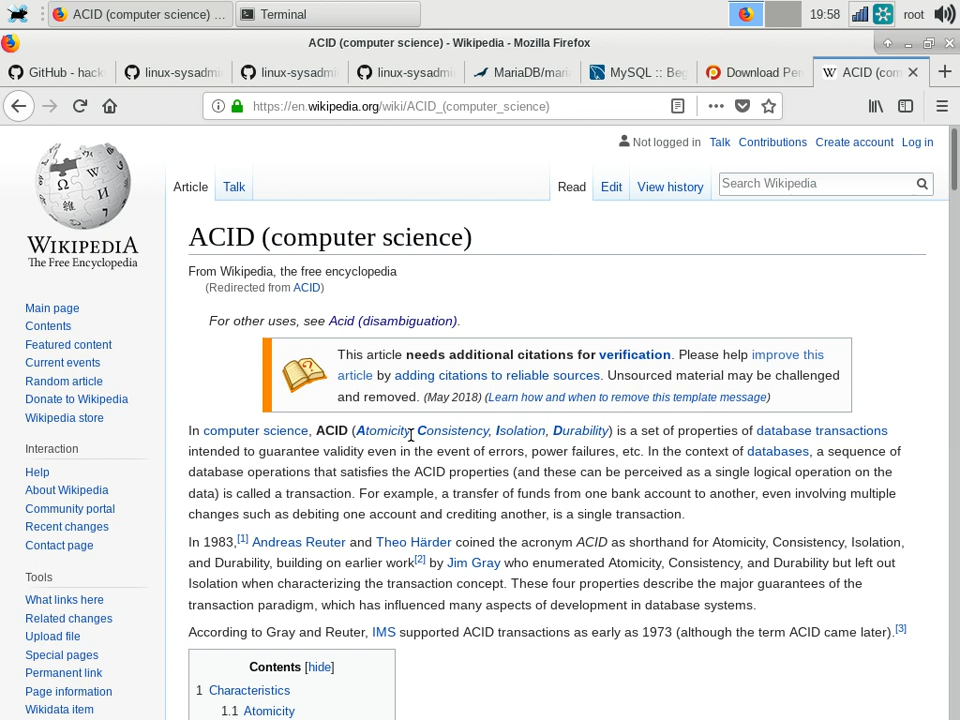 ACID (computer science) ... Terminal 19:58 root
ACID (computer science) - Wikipedia - Mozilla Firefox
GitHub - hack linux-sysadmi linux-sysadmi linux-sysadmi MariaDB/mari MySQL :: Beg Download Per ACID (com
https://en.wikipedia.org/wiki/ACID_(computer_science)
Not logged in Talk Contributions Create account Log in
Article Talk Read Edit View history Search Wikipedia
WIKIPEDIA
The Free Encyclopedia
Main page
Contents
Featured content
Current events
Random article
Donate to Wikipedia
Wikipedia store
Interaction
Help
About Wikipedia
Community portal
Recent changes
Contact page
Tools
What links here
Related changes
Upload file
Special pages
Permanent link
Page information
Wikidata item
ACID (computer science)
From Wikipedia, the free encyclopedia
(Redirected from ACID)
For other uses, see Acid (disambiguation).
This article needs additional citations for verification. Please help improve this
article by adding citations to reliable sources. Unsourced material may be challenged
and removed. (May 2018) (Learn how and when to remove this template message)
In computer science, ACID (Atomicity, Consistency, Isolation, Durability) is a set of properties of database transactions
intended to guarantee validity even in the event of errors, power failures, etc. In the context of databases, a sequence of
database operations that satisfies the ACID properties (and these can be perceived as a single logical operation on the
data) is called a transaction. For example, a transfer of funds from one bank account to another, even involving multiple
changes such as debiting one account and crediting another, is a single transaction.
In 1983,[1] Andreas Reuter and Theo Härder coined the acronym ACID as shorthand for Atomicity, Consistency, Isolation,
and Durability, building on earlier work[2] by Jim Gray who enumerated Atomicity, Consistency, and Durability but left out
Isolation when characterizing the transaction concept. These four properties describe the major guarantees of the
transaction paradigm, which has influenced many aspects of development in database systems.
According to Gray and Reuter, IMS supported ACID transactions as early as 1973 (although the term ACID came later).[3]
Contents [hide]
1 Characteristics
1.1 Atomicity